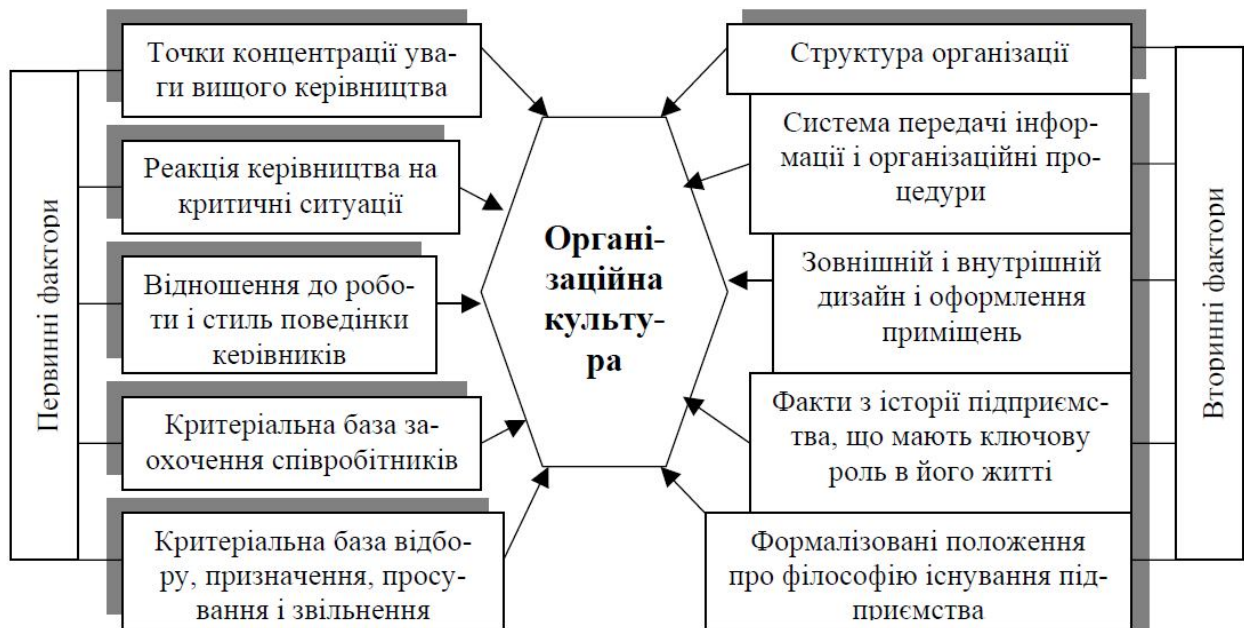 Первинні фактори
Точки концентрації ува-
ги вищого керівництва
Реакція керівництва на
критичні ситуації
Відношення до робо-
ти і стиль поведінки
керівників
Критеріальна база за-
охочення співробітників
Критеріальна база відбо-
ру, призначення, просу-
вання і звільнення
Органі-
заційна
культу-
ра
Структура організації
Система передачі інфор-
мації і організаційні про-
цедури
Зовнішній і внутрішній
дизайн і оформлення
приміщень
Факти з історії підприємс-
тва, що мають ключову
роль в його житті
Формалізовані положення
про філософію існування під-
приємства
Вторинні фактори